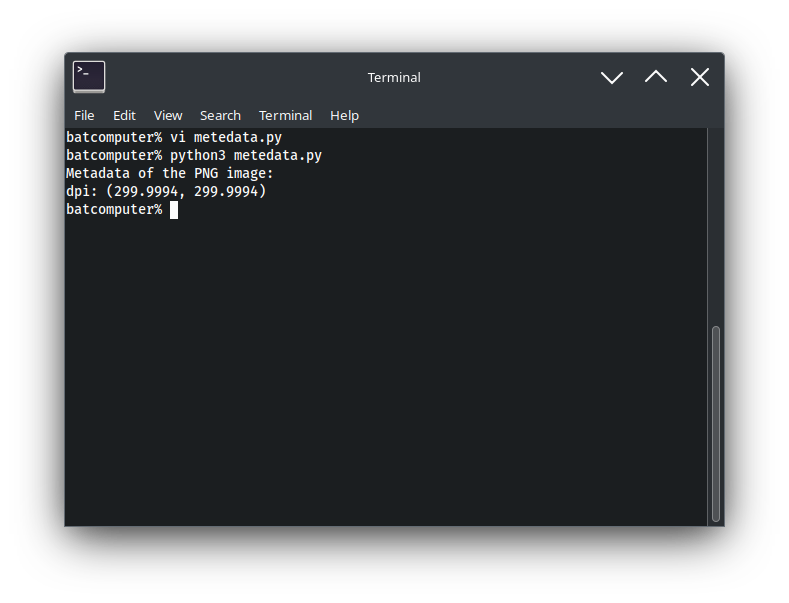 >_
Terminal
File Edit View Search Terminal Help
batcomputer% vi metedata.py
batcomputer% python3 metedata.py
Metadata of the PNG image:
dpi: (299.9994, 299.9994)
batcomputer%